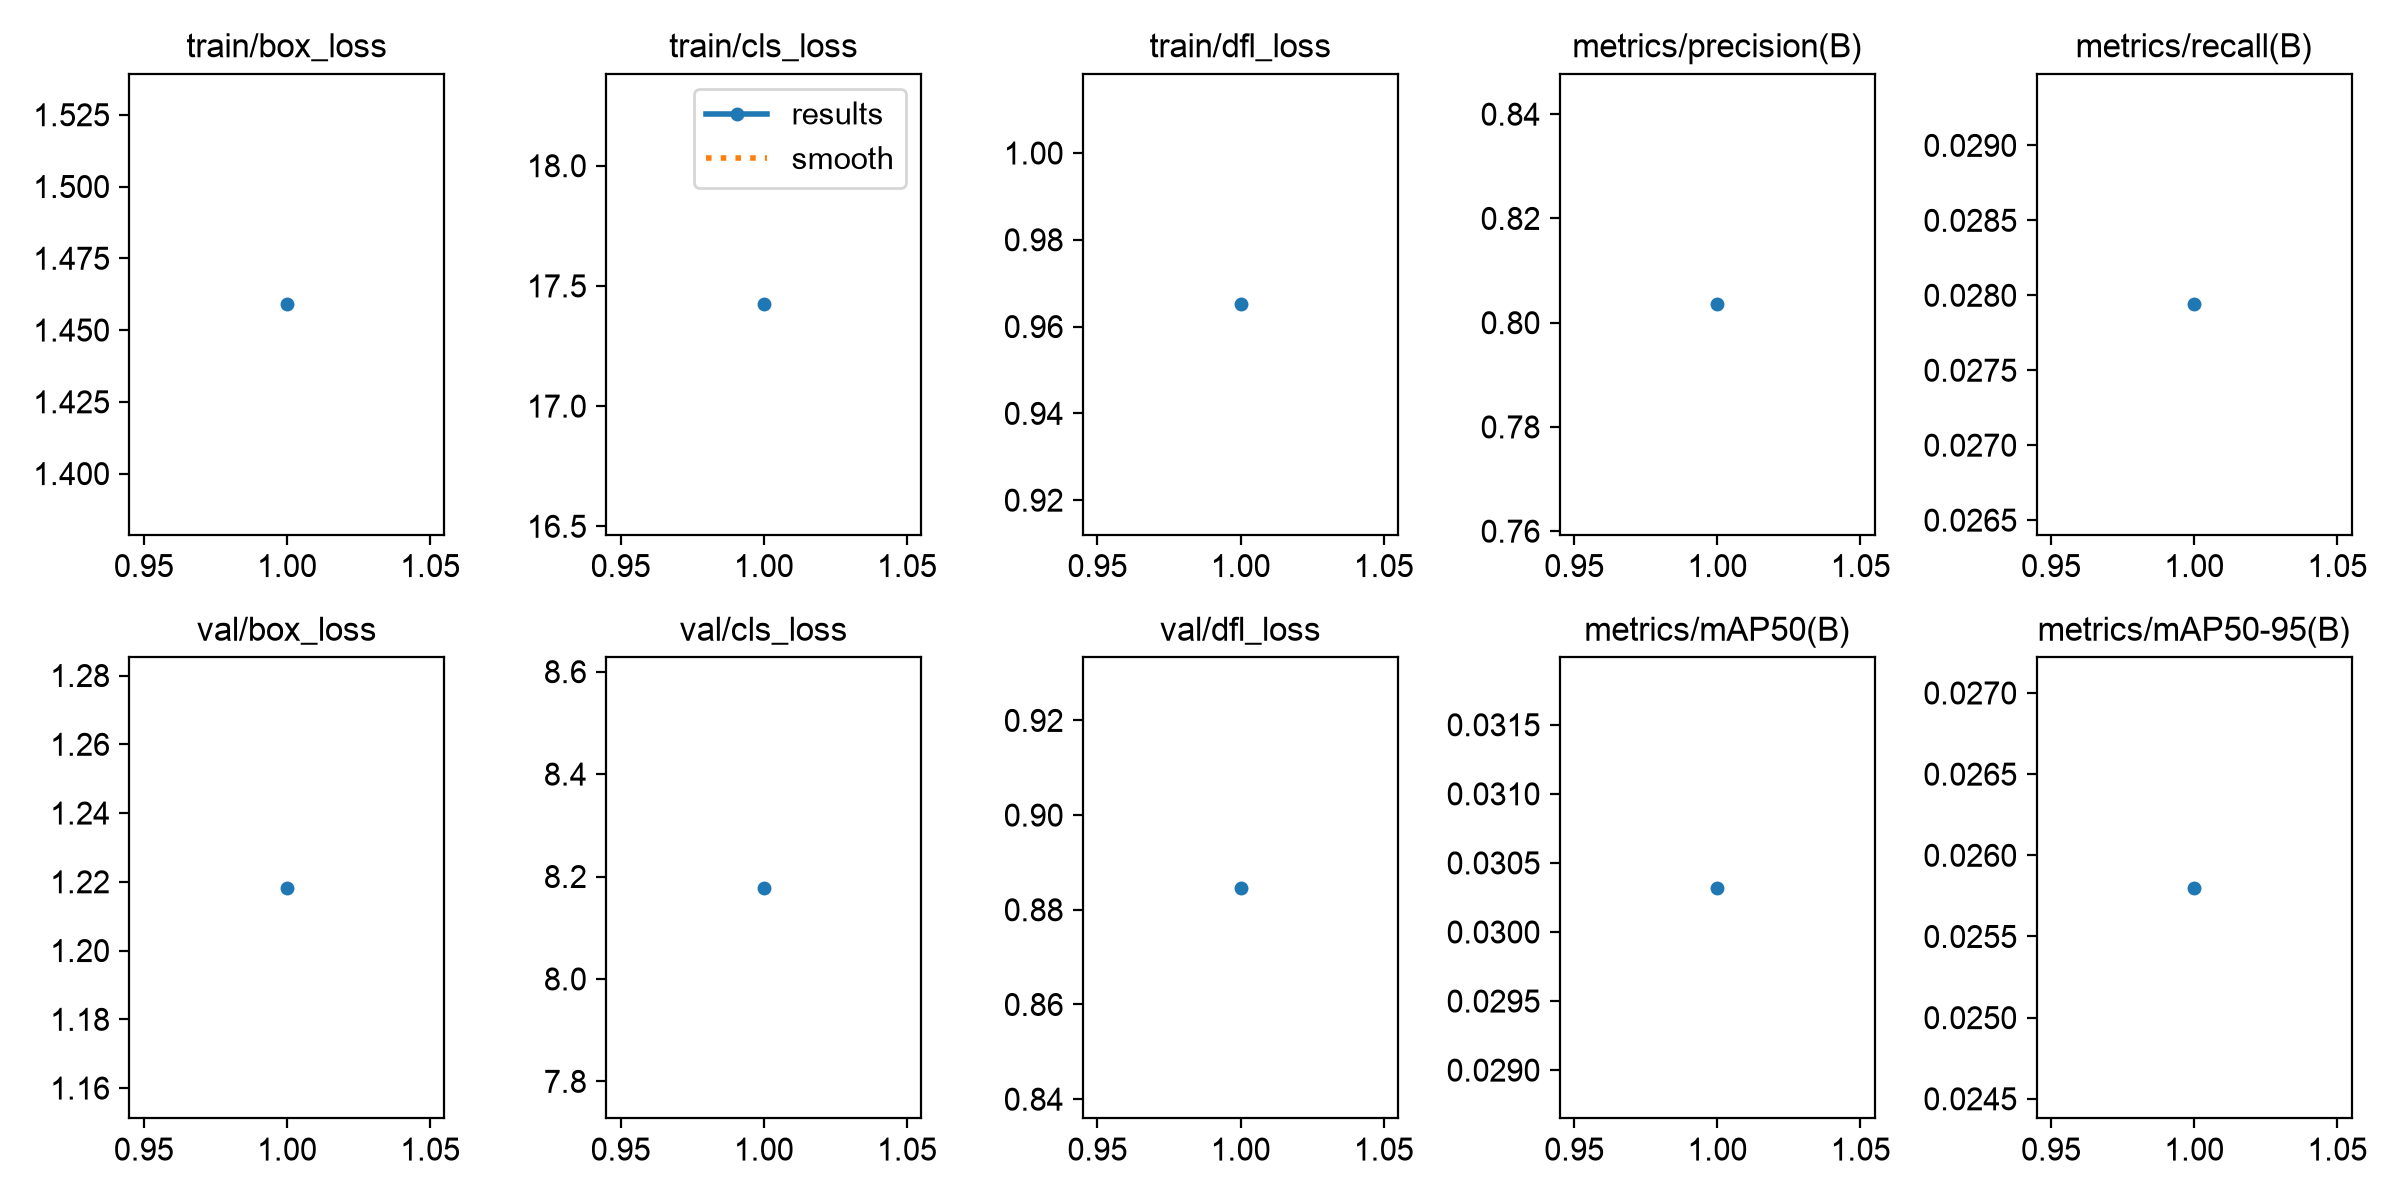 train/box_loss
1.525
1.500
1.475
1.450
1.425
1.400
0.95 1.00 1.05
train/cls_loss
results
smooth
18.0
17.5
17.0
16.5
0.95 1.00 1.05
train/dfl_loss
1.00
0.98
0.96
0.94
0.92
0.95 1.00 1.05
metrics/precision(B)
0.84
0.82
0.80
0.78
0.76
0.95 1.00 1.05
metrics/recall(B)
0.0290
0.0285
0.0280
0.0275
0.0270
0.0265
0.95 1.00 1.05
val/box_loss
1.28
1.26
1.24
1.22
1.20
1.18
1.16
0.95 1.00 1.05
val/cls_loss
8.6
8.4
8.2
8.0
7.8
0.95 1.00 1.05
val/dfl_loss
0.92
0.90
0.88
0.86
0.84
0.95 1.00 1.05
metrics/mAP50(B)
0.0315
0.0310
0.0305
0.0300
0.0295
0.0290
0.95 1.00 1.05
metrics/mAP50-95(B)
0.0270
0.0265
0.0260
0.0255
0.0250
0.0245
0.95 1.00 1.05